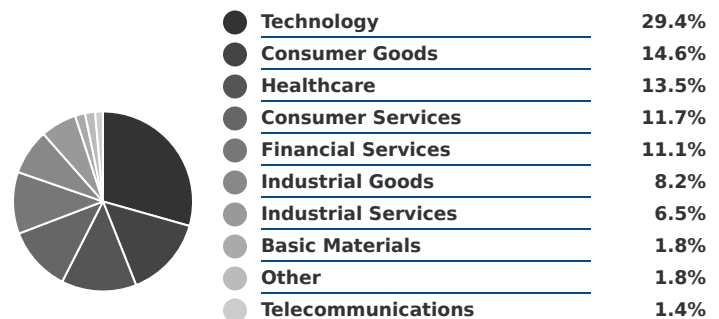 Technology 29.4%
Consumer Goods 14.6%
Healthcare 13.5%
Consumer Services 11.7%
Financial Services 11.1%
Industrial Goods 8.2%
Industrial Services 6.5%
Basic Materials 1.8%
Other 1.8%
Telecommunications 1.4%